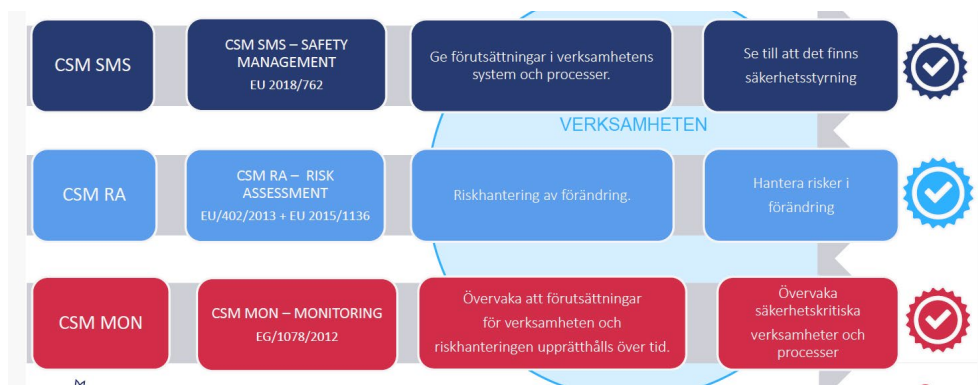 CSM SMS
CSM SMS – SAFETY
MANAGEMENT
EU 2018/762
Ge förutsättningar i verksamhetens
system och processer.
Se till att det finns
säkerhetsstyrning
VERKSAMHETEN
CSM RA
CSM RA – RISK
ASSESSMENT
EU/402/2013 + EU 2015/1136
Riskhantering av förändring.
Hantera risker i
förändring
CSM MON
CSM MON – MONITORING
EG/1078/2012
Övervaka att förutsättningar
för verksamheten och
riskhanteringen upprätthålls över tid.
Övervaka
säkerhetskritiska
verksamheter och
processer